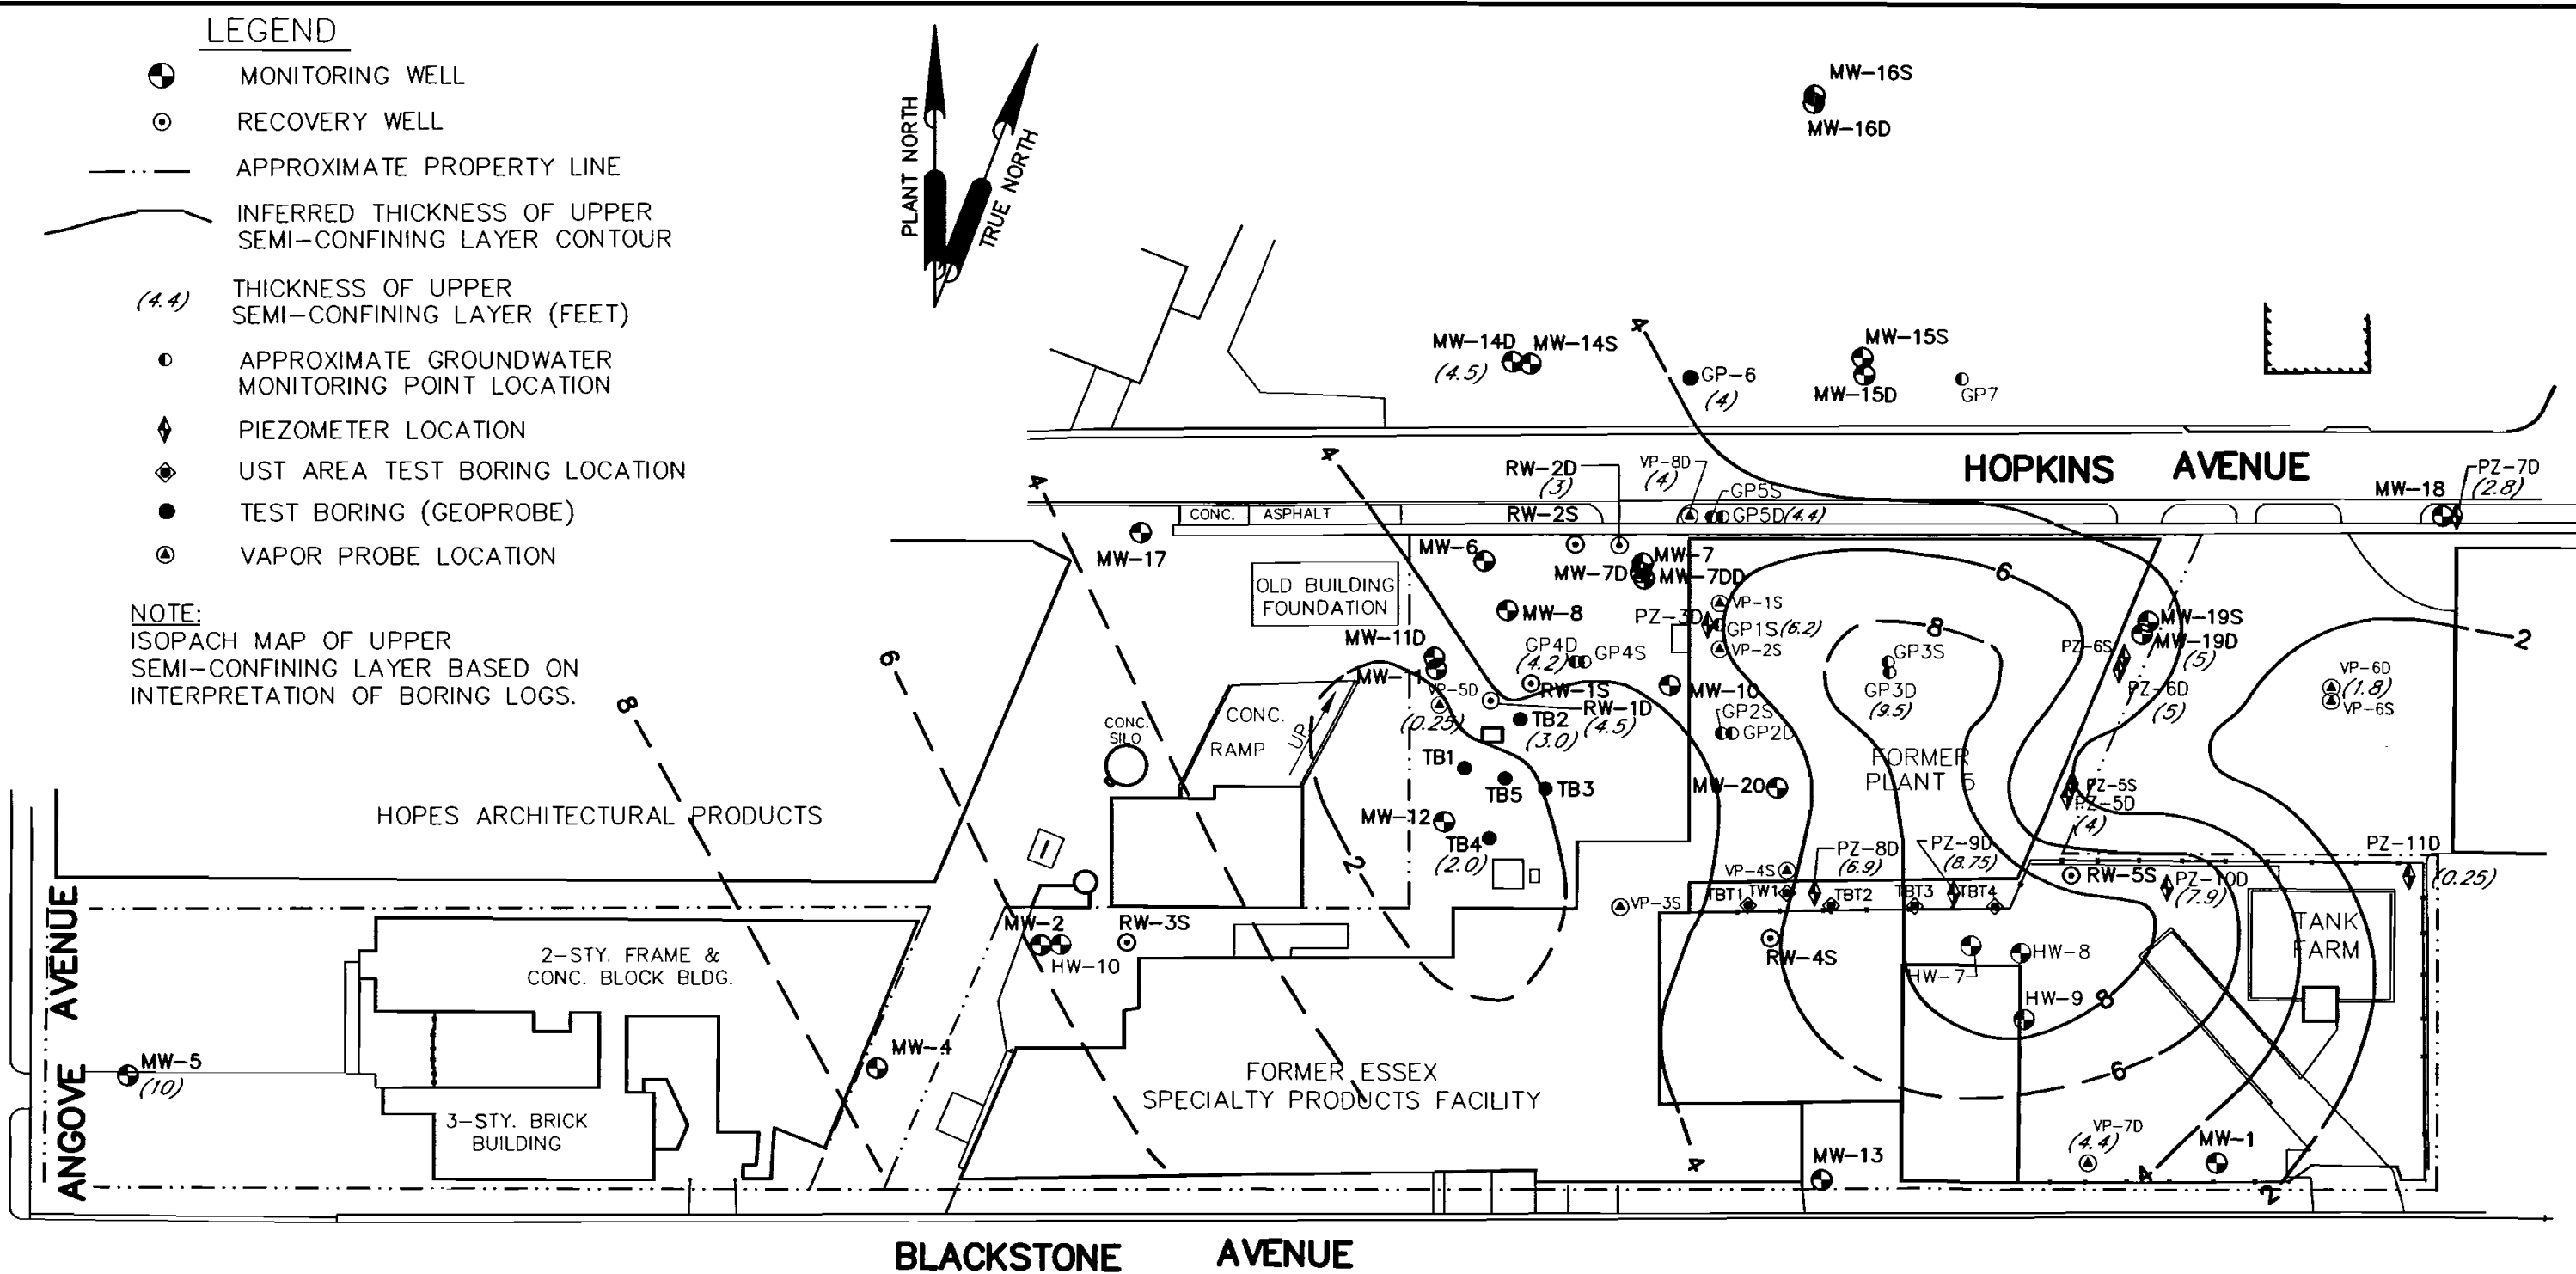 LEGEND
MONITORING WELL
RECOVERY WELL
APPROXIMATE PROPERTY LINE
INFERRED THICKNESS OF UPPER
SEMI-CONFINING LAYER CONTOUR
(4.4)
THICKNESS OF UPPER
SEMI-CONFINING LAYER (FEET)
APPROXIMATE GROUNDWATER
MONITORING POINT LOCATION
PIEZOMETER LOCATION
UST AREA TEST BORING LOCATION
TEST BORING (GEOPROBE)
VAPOR PROBE LOCATION
NOTE:
ISOPACH MAP OF UPPER
SEMI-CONFINING LAYER BASED ON
INTERPRETATION OF BORING LOGS.
PLANT NORTH
TRUE NORTH
MW-16S
MW-16D
MW-14D
MW-14S
(4.5)
4
GP-6
(4)
MW-15S
MW-15D
GP7
HOPKINS AVENUE
4
4
RW-2D
(3)
RW-2S
VP-8D
(4)
GP5S
GP5D(4.4)
MW-18
PZ-7D
(2.8)
CONC.
ASPHALT
MW-17
MW-6
MW-7
MW-7D
MW-7DD
OLD BUILDING
FOUNDATION
MW-8
VP-1S
PZ-3D
GP1S(6.2)
VP-2S
6
8
GP3S
GP3D
(9.5)
MW-19S
MW-19D
(5)
PZ-6S
PZ-6D
(5)
2
VP-6D
(1.8)
VP-6S
MW-11D
MW-11
GP4D
(4.2)
GP4S
RW-1S
RW-1D
(4.5)
MW-10
VP-5D
(0.25)
TB2
(3.0)
GP2S
GP2D
6
8
CONC.
SILO
CONC.
RAMP
UP
TB1
TB5
TB3
MW-20
FORMER
PLANT 5
PZ-5S
PZ-5D
(4)
HOPES ARCHITECTURAL PRODUCTS
MW-12
TB4
(2.0)
2
PZ-8D
(6.9)
PZ-9D
(8.75)
VP-4S
TBT1
TW1
TBT2
TBT3
TBT4
VP-3S
RW-5S
PZ-10D
(7.9)
PZ-11D
(0.25)
TANK
FARM
MW-2
HW-10
RW-3S
RW-4S
HW-7
HW-8
HW-9
8
2-STY. FRAME &
CONC. BLOCK BLDG.
MW-5
(10)
MW-4
3-STY. BRICK
BUILDING
FORMER ESSEX
SPECIALTY PRODUCTS FACILITY
6
VP-7D
(4.4)
MW-1
MW-13
4
4
2
ANGOVE AVENUE
BLACKSTONE AVENUE